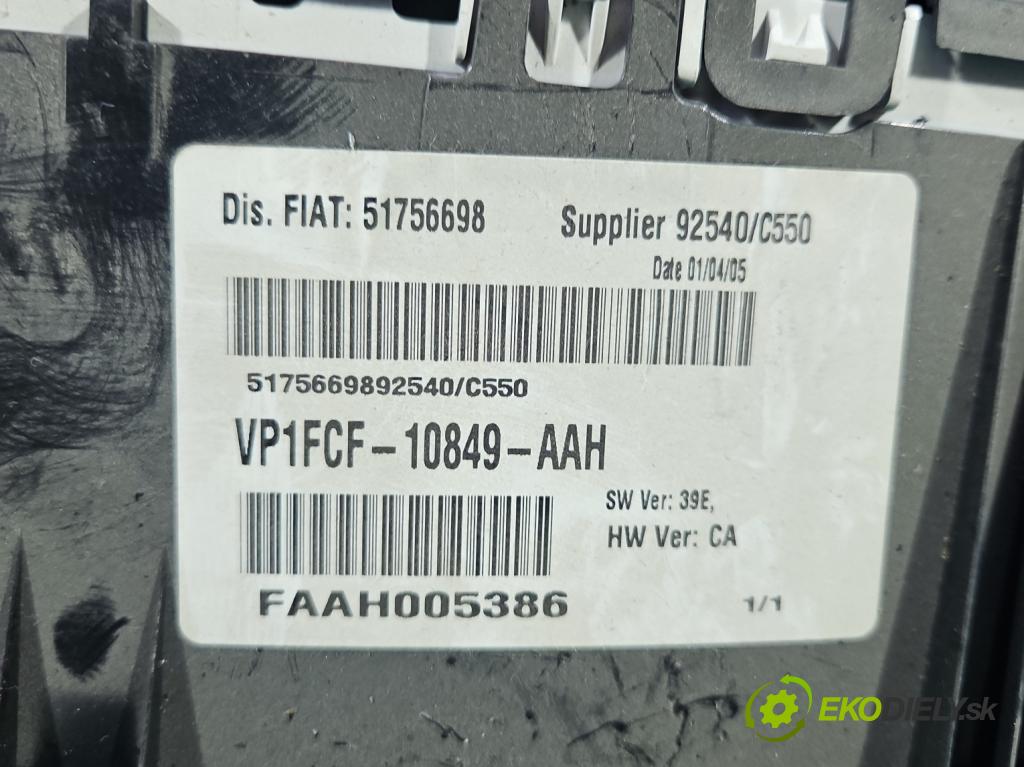 Dis. FIAT: 51756698 Supplier 92540/C550
Date 01/04/05
5175669892540/C550
VP1FCF-10849-AAH
SW Ver: 39E,
HW Ver: CA
FAAH005386 1/1
EKODIELY.sk